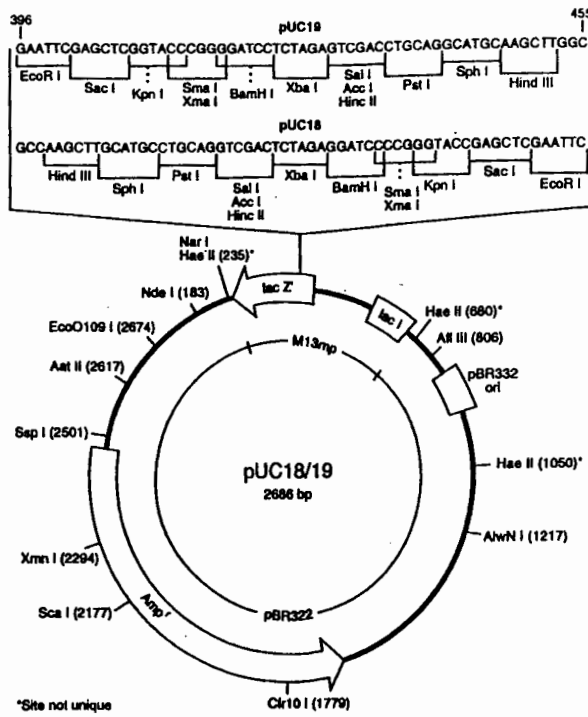 396
pUC19
455
GAATTCGAGCTCGGTACCCGGGGATCCTCTAGAGTCGACCTGCAGGCATGCAAGCTTGGC
EcoR I
Sac I
Kpn I
Sma I
Xma I
BamH I
Xba I
Sal I
Acc I
Hinc II
Pst I
Sph I
Hind III
pUC18
GCCAAGCTTGCATGCCTGCAGGTCGACTCTAGAGGATCCCCGGGTACCGAGCTCGAATTC
Hind III
Sph I
Pst I
Sal I
Acc I
Hinc II
Xba I
BamH I
Sma I
Xma I
Kpn I
Sac I
EcoR I
Nar I
Hae II (235)*
lac Z'
Nde I (183)
lac I
Hae II (680)*
EcoO109 I (2674)
Afl III (806)
M13mp
Aat II (2617)
pBR332
ori
Ssp I (2501)
pUC18/19
2686 bp
Hae II (1050)*
AlwN I (1217)
Xmn I (2294)
Amp r
pBR322
Sca I (2177)
*Site not unique
Cfr10 I (1779)